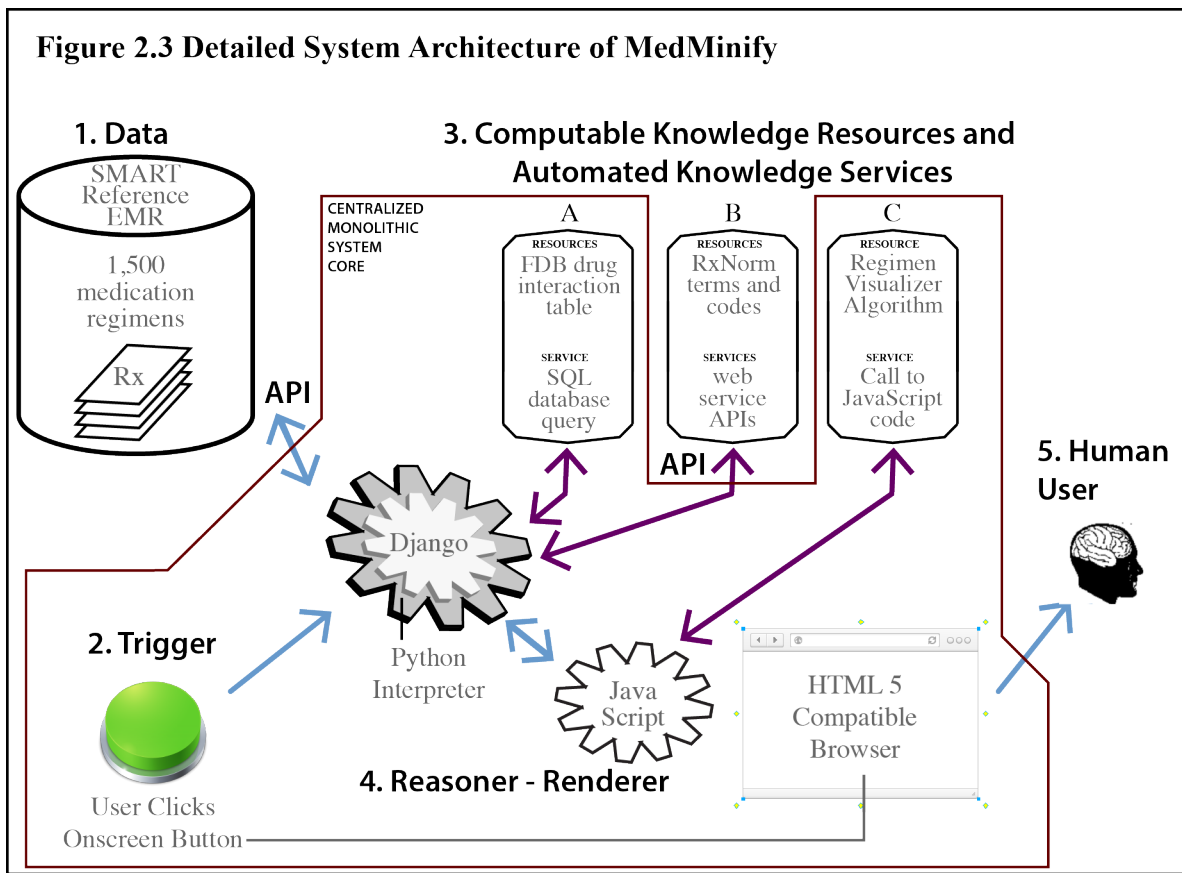 Figure 2.3 Detailed System Architecture of MedMinify
1. Data
SMART
Reference
EMR
1,500
medication
regimens
Rx
API
3. Computable Knowledge Resources and
Automated Knowledge Services
CENTRALIZED
MONOLITHIC
SYSTEM
CORE
A
RESOURCES
FDB drug
interaction
table
SERVICE
SQL
database
query
B
RESOURCES
RxNorm
terms and
codes
SERVICES
web
service
APIs
API
C
RESOURCE
Regimen
Visualizer
Algorithm
SERVICE
Call to
JavaScript
code
5. Human
User
Django
Python
Interpreter
2. Trigger
User Clicks
Onscreen Button
Java
Script
4. Reasoner - Renderer
HTML 5
Compatible
Browser